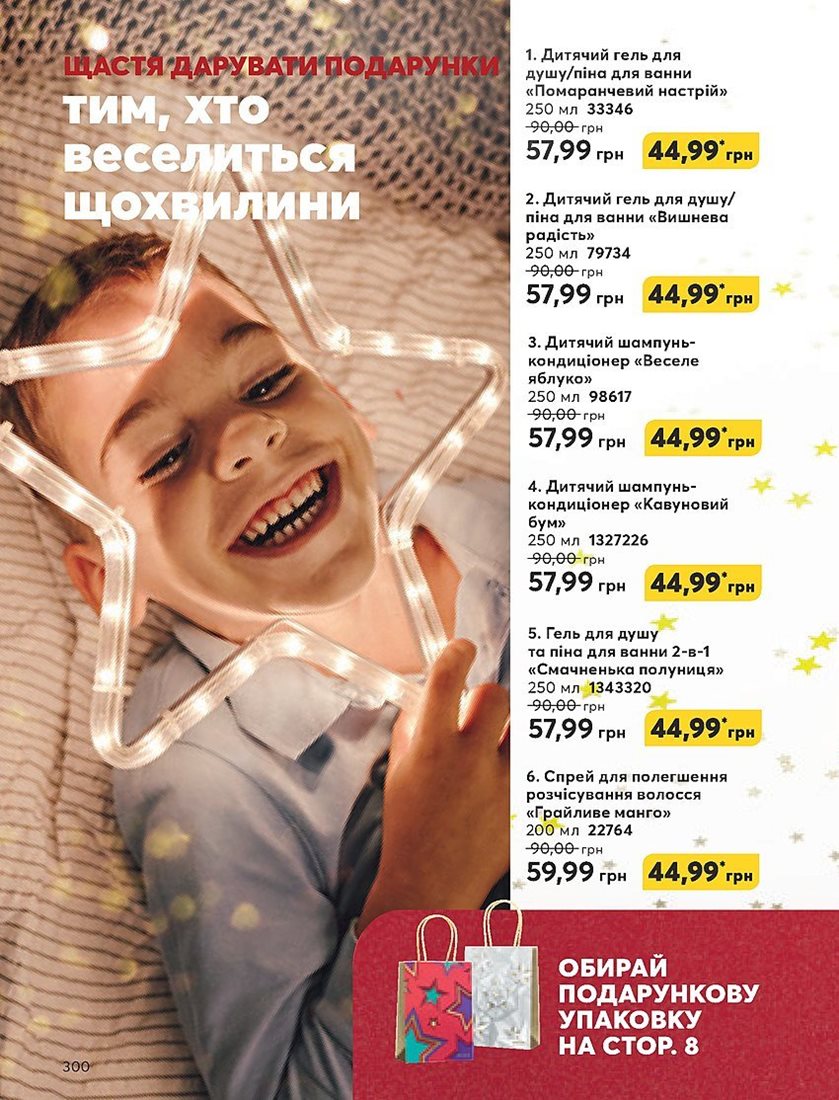 ЩАСТЯ ДАРУВАТИ ПОДАРУНКИ
ТИМ, ХТО
ВЕСЕЛИТЬСЯ
ЩОХВИЛИНИ
1. Дитячий гель для
душу/піна для ванни
«Помаранчевий настрій»
250 мл 33346
90,00 грн
57,99 грн 44,99* грн
2. Дитячий гель для душу/
піна для ванни «Вишнева
радість»
250 мл 79734
90,00 грн
57,99 грн 44,99* грн
3. Дитячий шампунь-
кондиціонер «Веселе
яблуко»
250 мл 98617
90,00 грн
57,99 грн 44,99* грн
4. Дитячий шампунь-
кондиціонер «Кавуновий
бум»
250 мл 1327226
90,00 грн
57,99 грн 44,99* грн
5. Гель для душу
та піна для ванни 2-в-1
«Смачненька полуниця»
250 мл 1343320
90,00 грн
57,99 грн 44,99* грн
6. Спрей для полегшення
розчісування волосся
«Грайливе манго»
200 мл 22764
90,00 грн
59,99 грн 44,99* грн
ОБИРАЙ
ПОДАРУНКОВУ
УПАКОВКУ
НА СТОР. 8
300